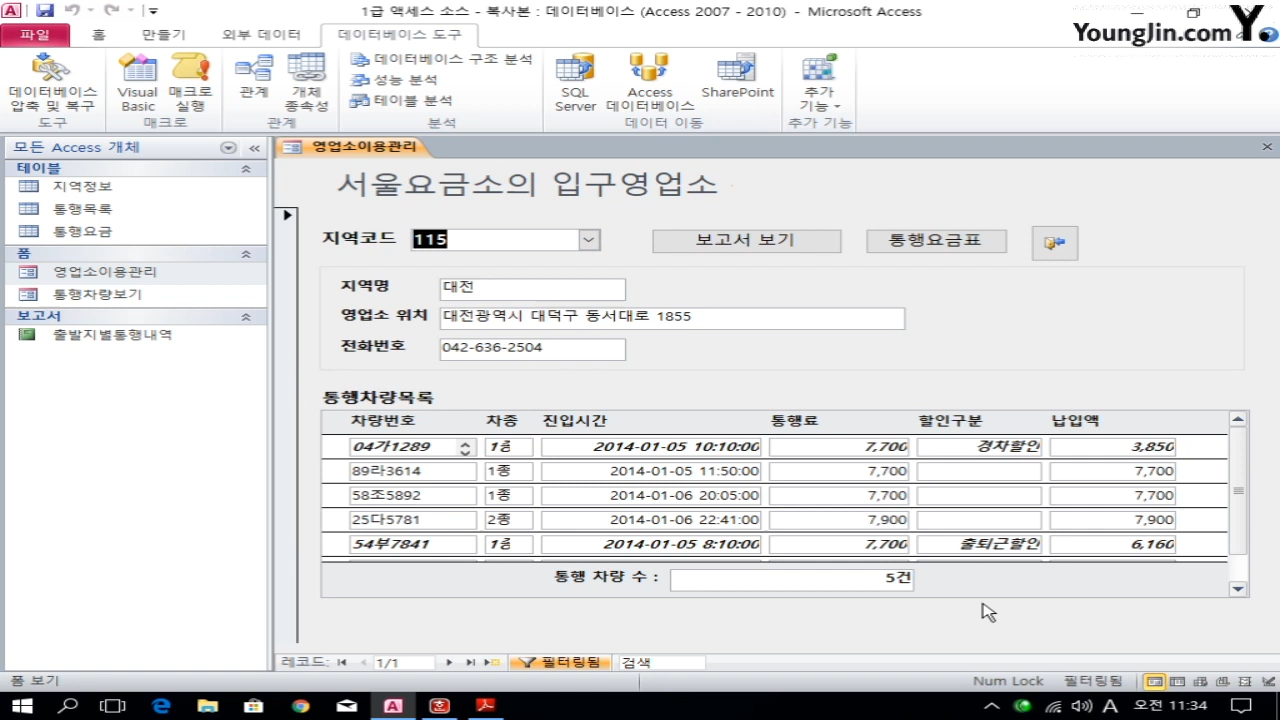 1급 액세스 소스 - 복사본 : 데이터베이스 (Access 2007 - 2010) - Microsoft Access
YoungJin.com Y.
파일 홈 만들기 외부 데이터 데이터베이스 도구
데이터베이스 압축 및 복구
도구
Visual Basic
매크로 실행
매크로
관계
개체 종속성
관계
데이터베이스 구조 분석
성능 분석
테이블 분석
분석
SQL Server
Access 데이터베이스
SharePoint
데이터 이동
추가 기능
추가 기능
모든 Access 개체
테이블
지역정보
통행목록
통행요금
폼
영업소이용관리
통행차량보기
보고서
출발지별통행내역
영업소이용관리
서울요금소의 입구영업소
지역코드 115 보고서 보기 통행요금표
지역명 대전
영업소 위치 대전광역시 대덕구 동서대로 1855
전화번호 042-636-2504
통행차량목록
차량번호 차종 진입시간 통행료 할인구분 납입액
04가1289 1종 2014-01-05 10:10:00 7,700 경차할인 3,850
89라3614 1종 2014-01-05 11:50:00 7,700 7,700
58조5892 1종 2014-01-06 20:05:00 7,700 7,700
25다5781 2종 2014-01-06 22:41:00 7,900 7,900
54부7841 1종 2014-01-05 8:10:00 7,700 출퇴근할인 6,160
통행 차량 수 : 5건
레코드: 1/1 필터링됨 검색
폼 보기 Num Lock 필터링됨
A 오전 11:34